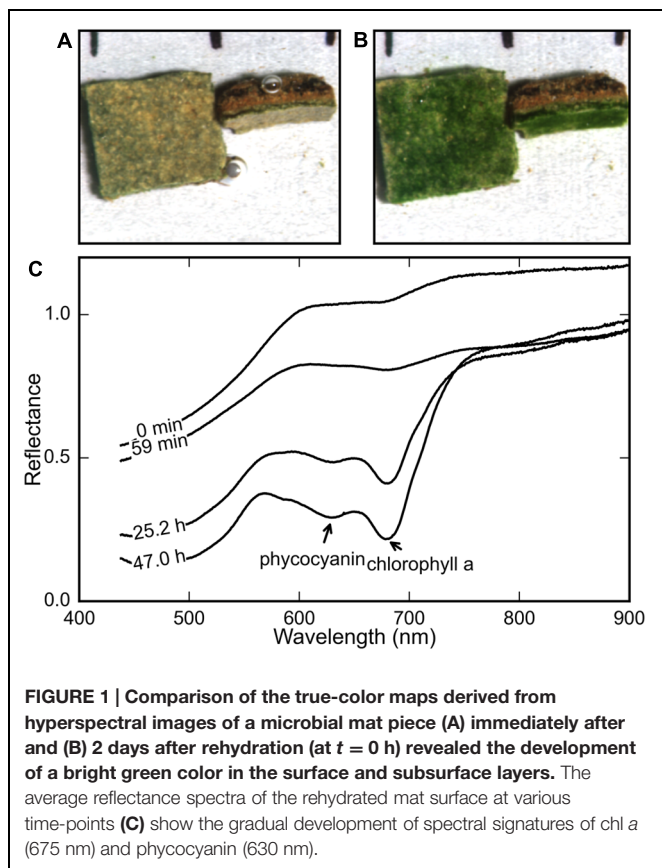 A
B
C
1.0
0.5
0.0
Reflectance
0 min
59 min
25.2 h
47.0 h
phycocyanin
chlorophyll a
400 500 600 700 800 900
Wavelength (nm)
FIGURE 1 | Comparison of the true-color maps derived from
hyperspectral images of a microbial mat piece (A) immediately after
and (B) 2 days after rehydration (at t = 0 h) revealed the development
of a bright green color in the surface and subsurface layers. The
average reflectance spectra of the rehydrated mat surface at various
time-points (C) show the gradual development of spectral signatures of chl a
(675 nm) and phycocyanin (630 nm).